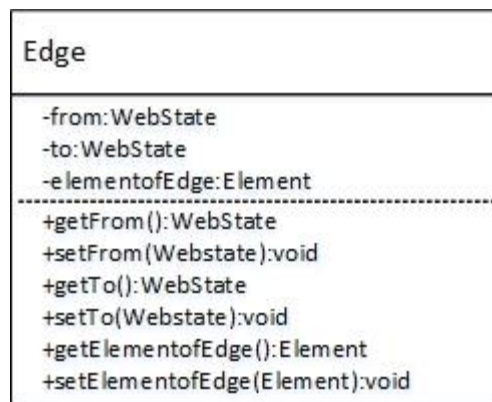 Edge
-from:WebState
-to:WebState
-elementofEdge:Element
+getFrom():WebState
+setFrom(Webstate):void
+getTo():WebState
+setTo(Webstate):void
+getElementofEdge():Element
+setElementofEdge(Element):void